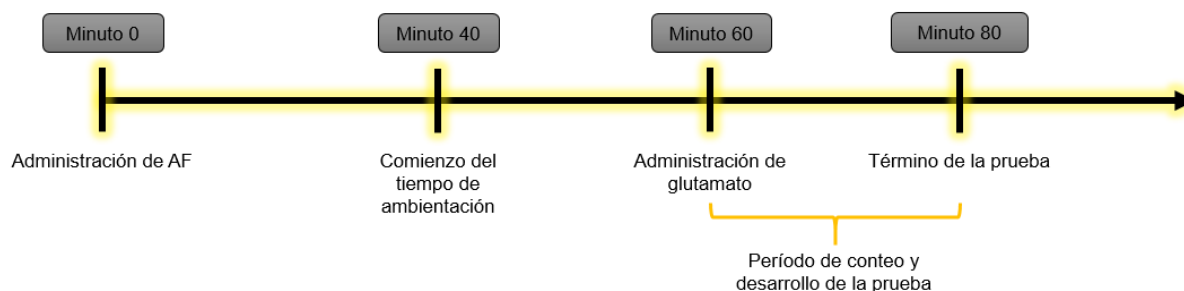 Minuto 0
Minuto 40
Minuto 60
Minuto 80
Administración de AF
Comienzo del
tiempo de
ambientación
Administración de
glutamato
Término de la prueba
Período de conteo y
desarrollo de la prueba